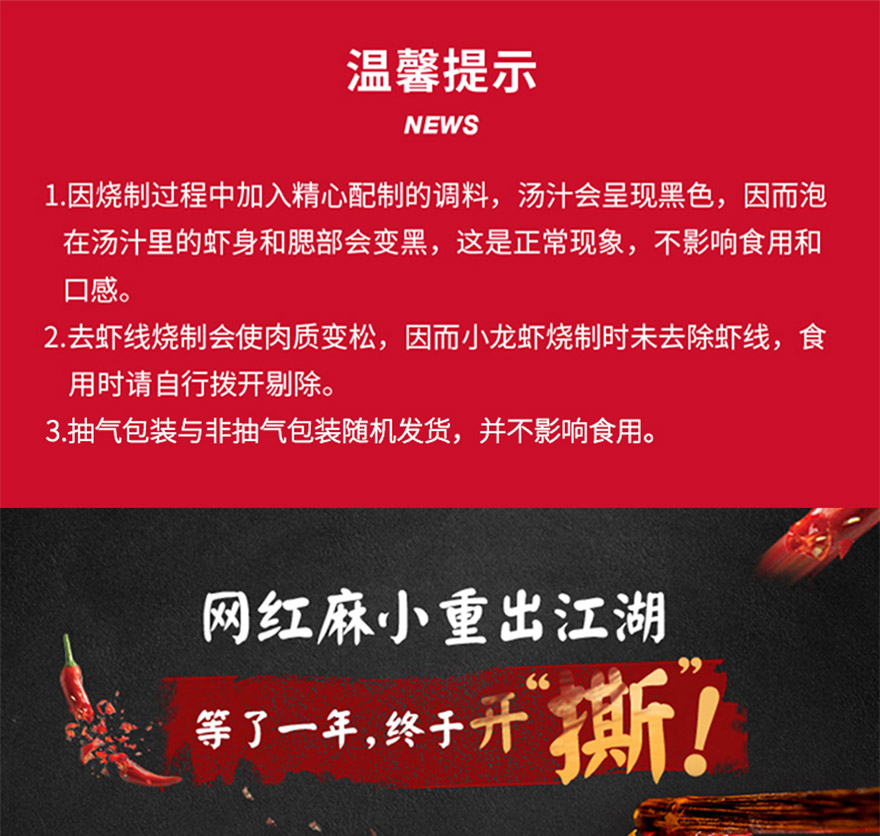 温馨提示
NEWS
1.因烧制过程中加入精心配制的调料，汤汁会呈现黑色，因而泡
在汤汁里的虾身和腮部会变黑，这是正常现象，不影响食用和
口感。
2.去虾线烧制会使肉质变松，因而小龙虾烧制时未去除虾线，食
用时请自行拨开剔除。
3.抽气包装与非抽气包装随机发货，并不影响食用。
网红麻小重出江湖
等了一年,终于开“撕”!